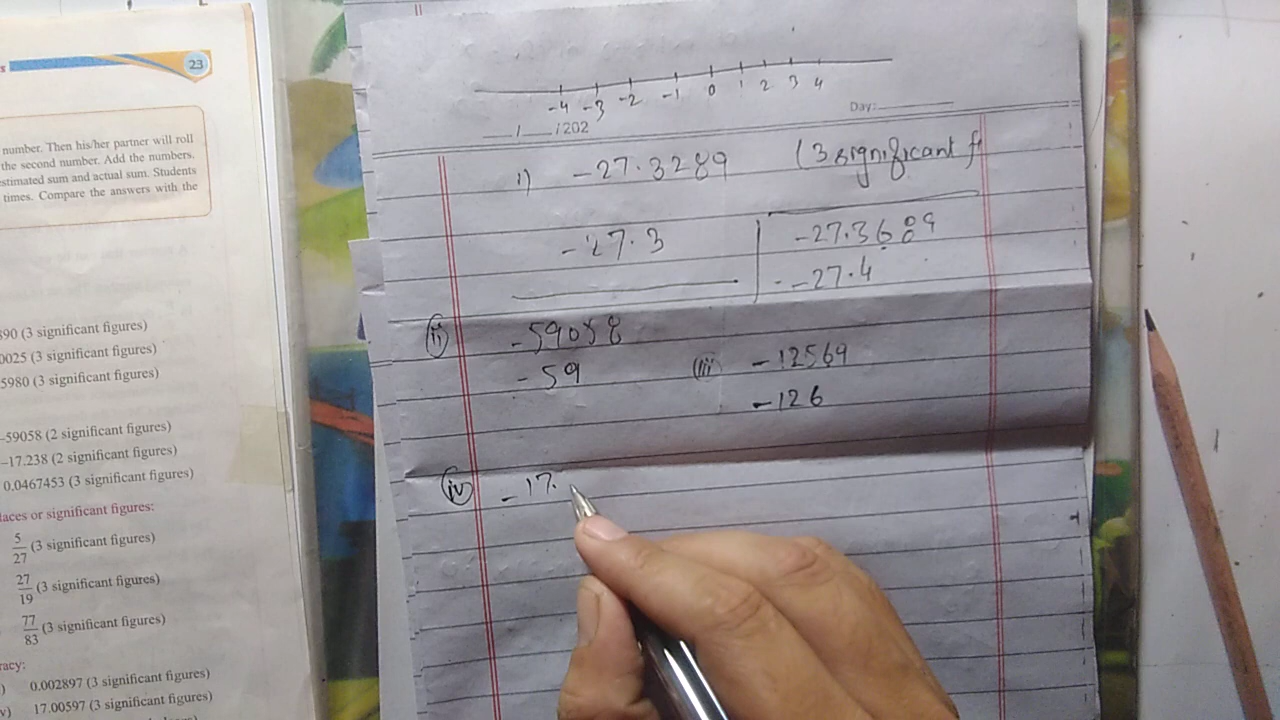 23
number. Then his/her partner will roll
the second number. Add the numbers.
stimated sum and actual sum. Students
times. Compare the answers with the
890 (3 significant figures)
0025 (3 significant figures)
5980 (3 significant figures)
-59058 (2 significant figures)
-17.238 (2 significant figures)
0.0467453 (3 significant figures)
laces or significant figures:
5/27 (3 significant figures)
27/19 (3 significant figures)
77/83 (3 significant figures)
racy:
) 0.002897 (3 significant figures)
v) 17.00597 (3 significant figures)
-4 -3 -2 -1 0 1 2 3 4
__/__/202 Day:
i) -27.3289 (3 significant f
-27.3
-27.3689
-27.4
ii) -59058
-59
(iii) -12569
-126
iv) -17.